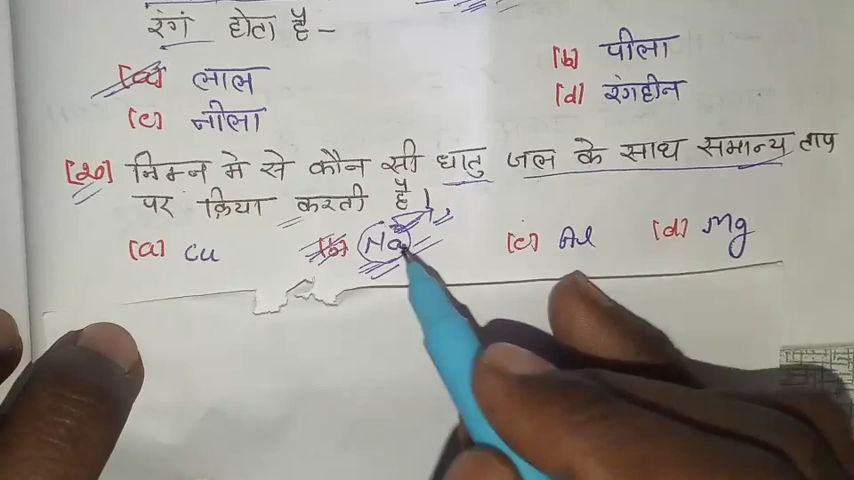 रंग होता है -
(a) लाल (b) पीला
(c) नीला (d) रंगहीन
[20] निम्न मे से कौन सी धातु जल के साथ समान्य ताप
पर क्रिया करती है।
(a) Cu (b) Na (c) Al (d) Mg